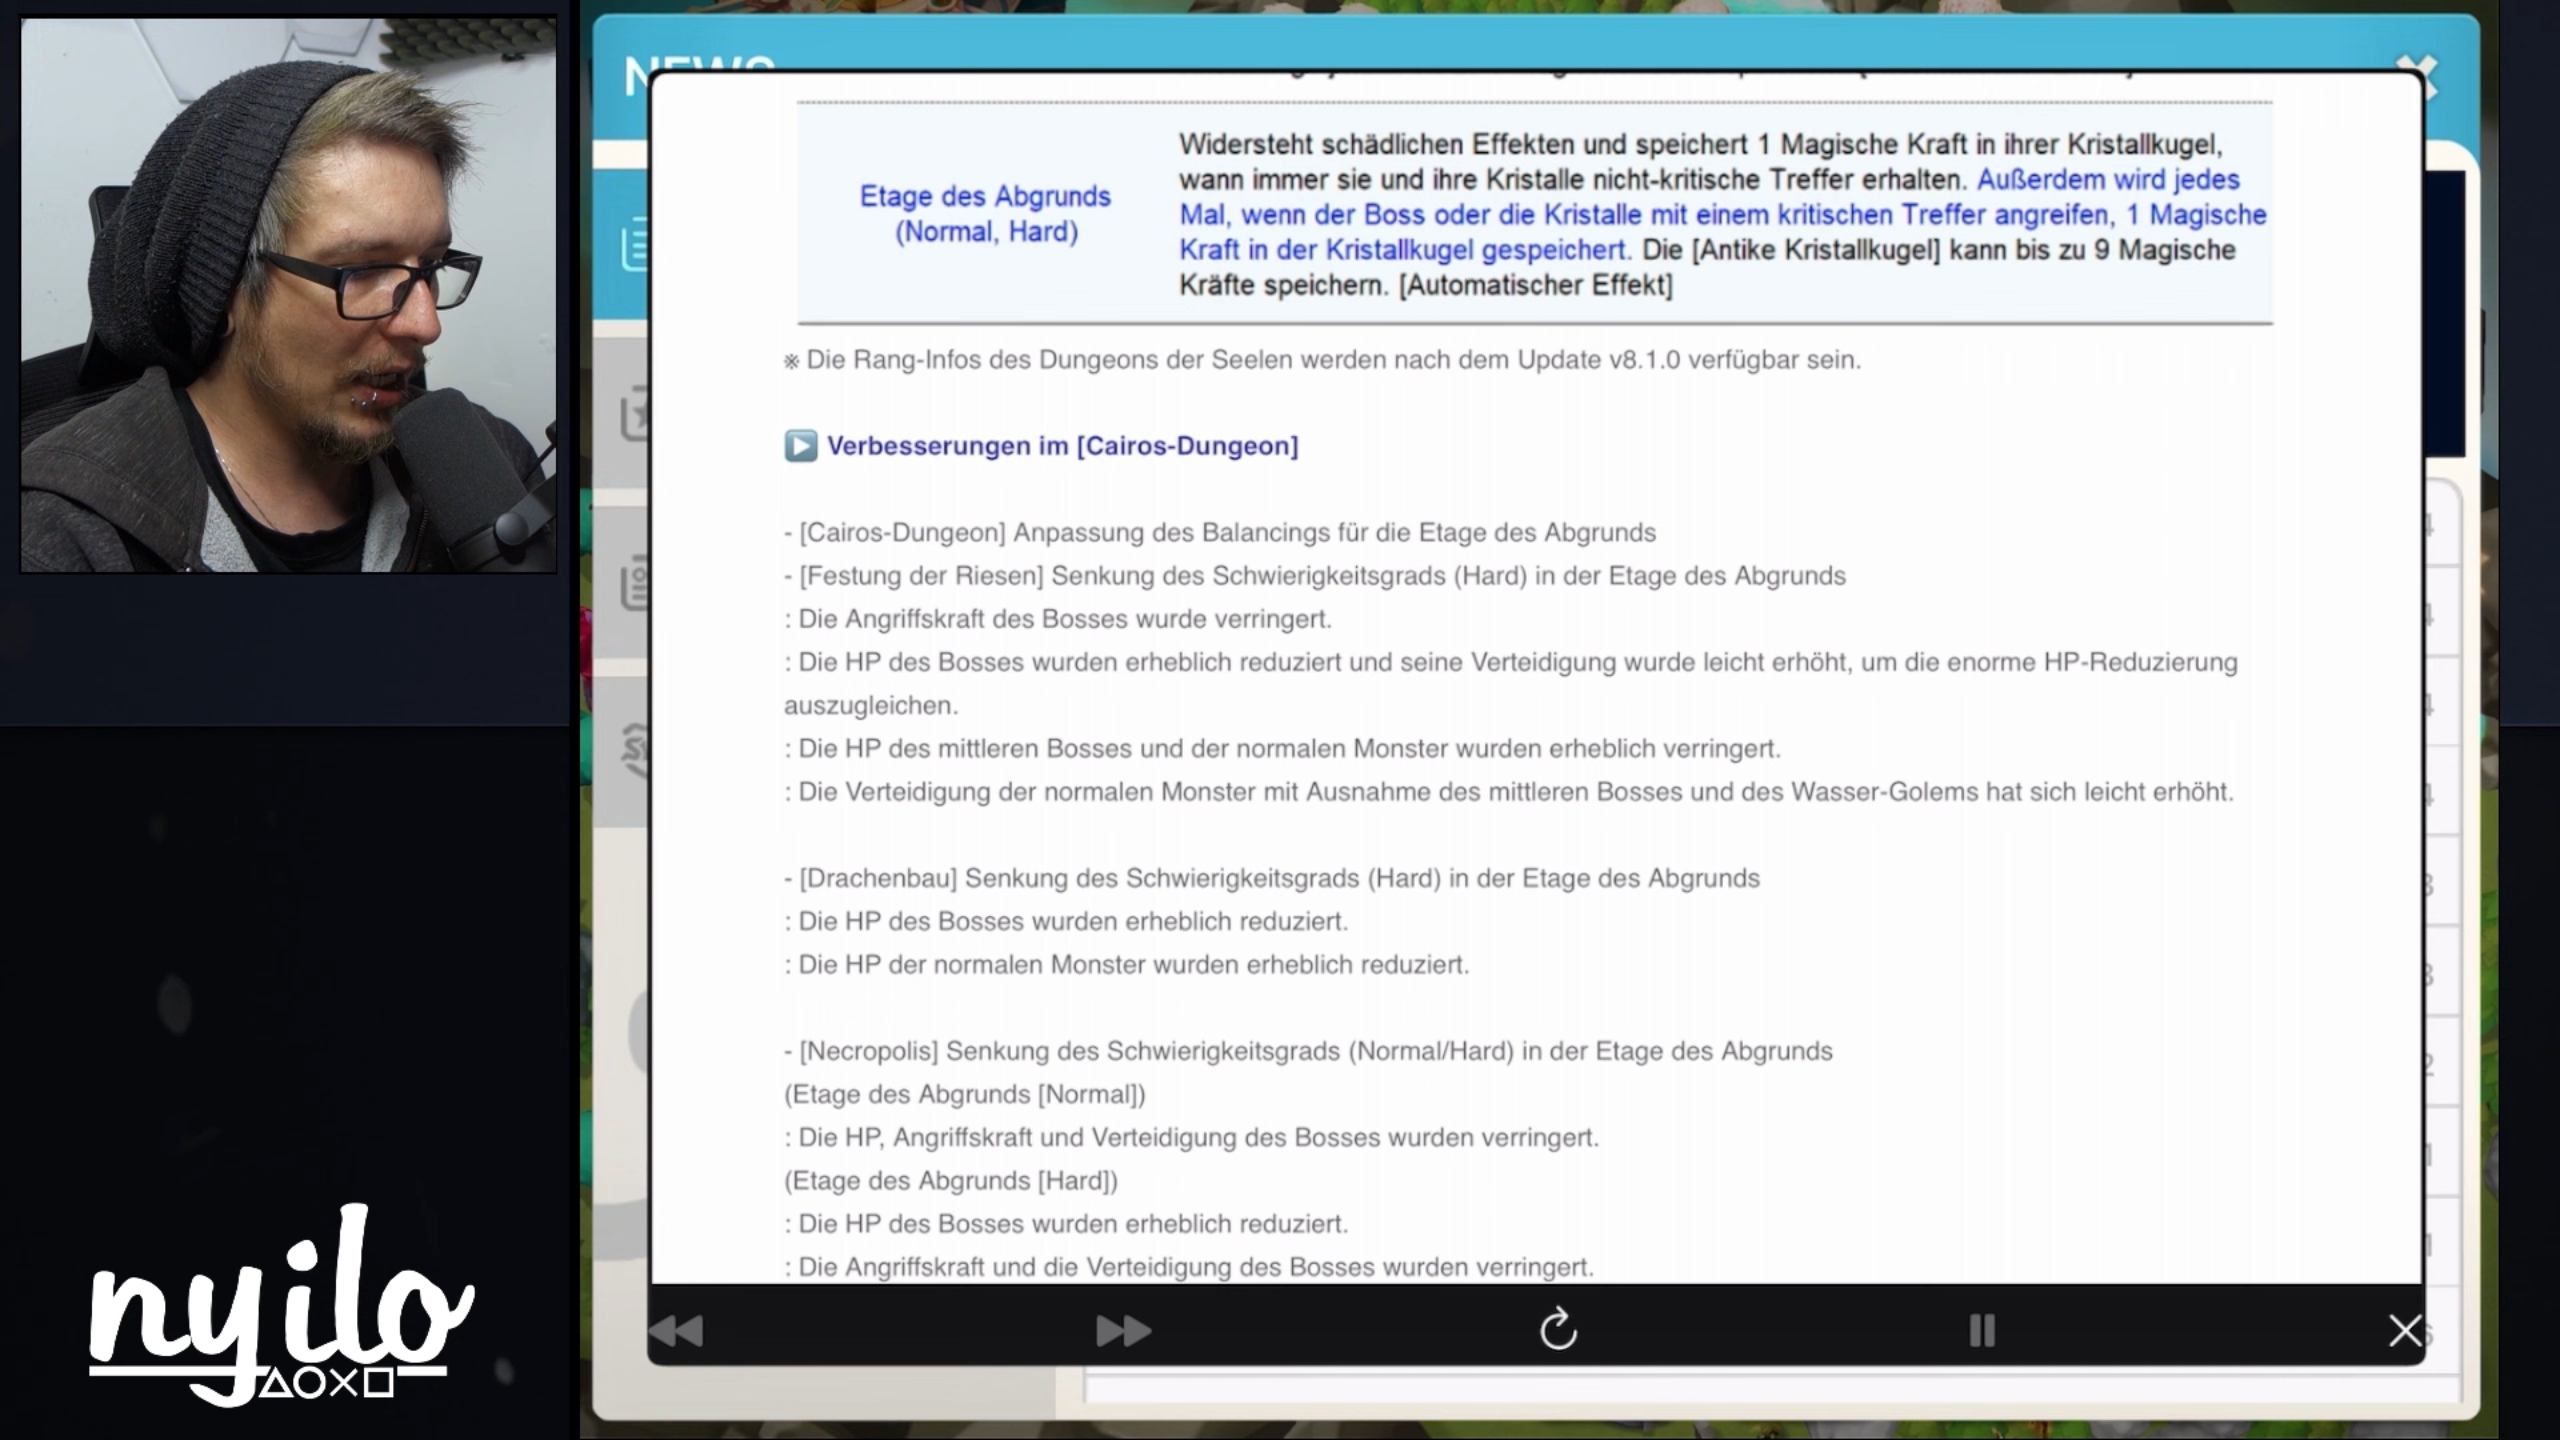 NEWS
Etage des Abgrunds
(Normal, Hard)
Widersteht schädlichen Effekten und speichert 1 Magische Kraft in ihrer Kristallkugel,
wann immer sie und ihre Kristalle nicht-kritische Treffer erhalten. Außerdem wird jedes
Mal, wenn der Boss oder die Kristalle mit einem kritischen Treffer angreifen, 1 Magische
Kraft in der Kristallkugel gespeichert. Die [Antike Kristallkugel] kann bis zu 9 Magische
Kräfte speichern. [Automatischer Effekt]
※ Die Rang-Infos des Dungeons der Seelen werden nach dem Update v8.1.0 verfügbar sein.
▶ Verbesserungen im [Cairos-Dungeon]
- [Cairos-Dungeon] Anpassung des Balancings für die Etage des Abgrunds
- [Festung der Riesen] Senkung des Schwierigkeitsgrads (Hard) in der Etage des Abgrunds
: Die Angriffskraft des Bosses wurde verringert.
: Die HP des Bosses wurden erheblich reduziert und seine Verteidigung wurde leicht erhöht, um die enorme HP-Reduzierung
auszugleichen.
: Die HP des mittleren Bosses und der normalen Monster wurden erheblich verringert.
: Die Verteidigung der normalen Monster mit Ausnahme des mittleren Bosses und des Wasser-Golems hat sich leicht erhöht.
- [Drachenbau] Senkung des Schwierigkeitsgrads (Hard) in der Etage des Abgrunds
: Die HP des Bosses wurden erheblich reduziert.
: Die HP der normalen Monster wurden erheblich reduziert.
- [Necropolis] Senkung des Schwierigkeitsgrads (Normal/Hard) in der Etage des Abgrunds
(Etage des Abgrunds [Normal])
: Die HP, Angriffskraft und Verteidigung des Bosses wurden verringert.
(Etage des Abgrunds [Hard])
: Die HP des Bosses wurden erheblich reduziert.
: Die Angriffskraft und die Verteidigung des Bosses wurden verringert.
nyilo